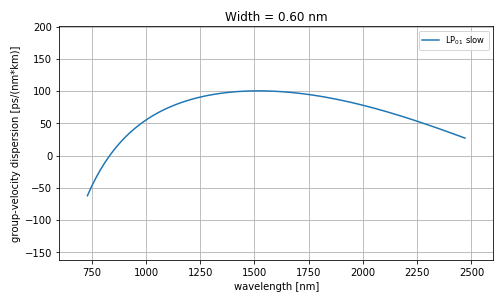 Width = 0.60 nm
LP₀₁ slow
group-velocity dispersion [ps/(nm*km)]
200
150
100
50
0
−50
−100
−150
750 1000 1250 1500 1750 2000 2250 2500
wavelength [nm]